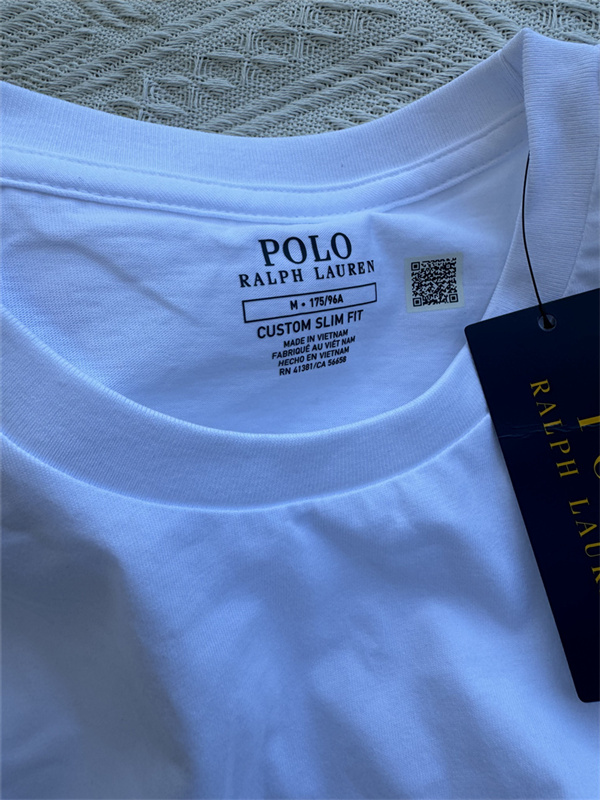 POLO
RALPH LAUREN
M • 175/96A
CUSTOM SLIM FIT
MADE IN VIETNAM
FABRIQUÉ AU VIÊT NAM
HECHO EN VIETNAM
RN 41381/CA 56658
RALPH LAUR